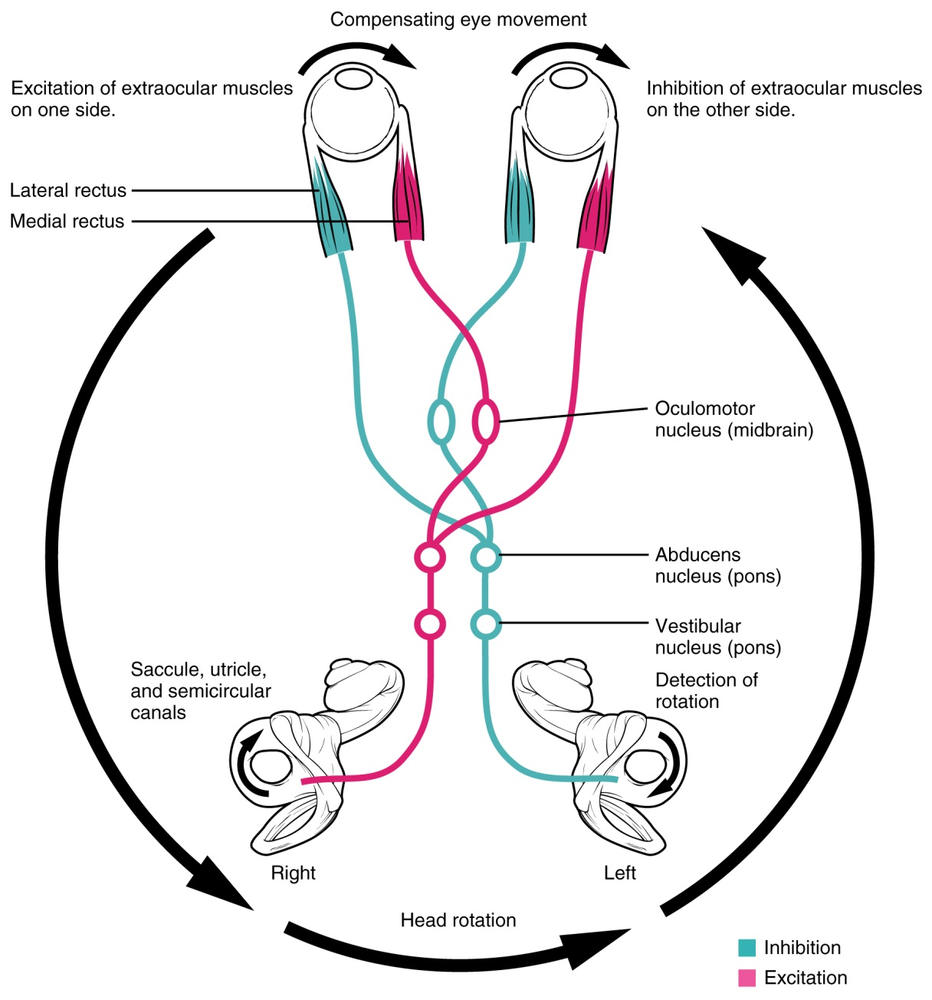 Compensating eye movement
Excitation of extraocular muscles
on one side.
Inhibition of extraocular muscles
on the other side.
Lateral rectus
Medial rectus
Oculomotor
nucleus (midbrain)
Abducens
nucleus (pons)
Vestibular
nucleus (pons)
Saccule, utricle,
and semicircular
canals
Detection of
rotation
Right
Left
Head rotation
Inhibition
Excitation